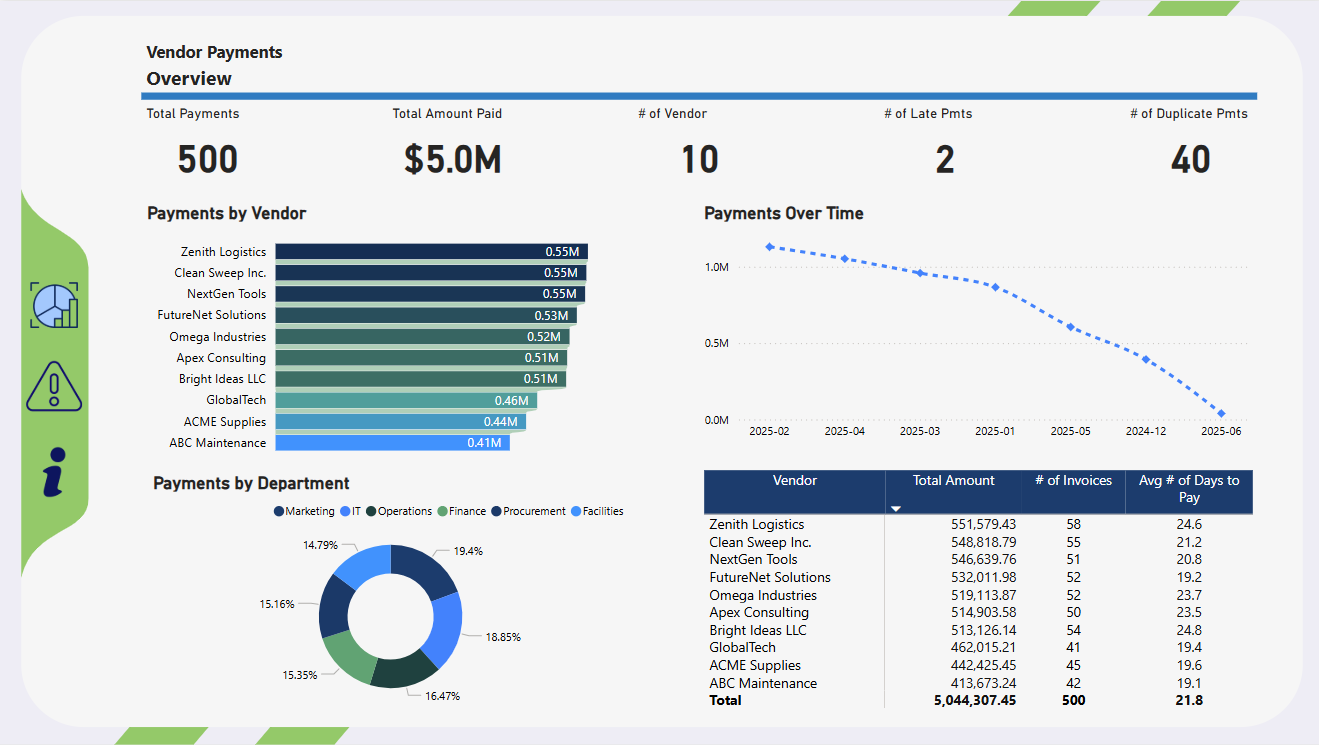 Vendor Payments
Overview
Total Payments Total Amount Paid # of Vendor # of Late Pmts # of Duplicate Pmts
500 $5.0M 10 2 40
Payments by Vendor
Zenith Logistics 0.55M
Clean Sweep Inc. 0.55M
NextGen Tools 0.55M
FutureNet Solutions 0.53M
Omega Industries 0.52M
Apex Consulting 0.51M
Bright Ideas LLC 0.51M
GlobalTech 0.46M
ACME Supplies 0.44M
ABC Maintenance 0.41M
Payments Over Time
1.0M
0.5M
0.0M
2025-02 2025-04 2025-03 2025-01 2025-05 2024-12 2025-06
Payments by Department
Marketing IT Operations Finance Procurement Facilities
14.79% 19.4%
15.16%
18.85%
15.35%
16.47%
Vendor Total Amount # of Invoices Avg # of Days to
Pay
Zenith Logistics 551,579.43 58 24.6
Clean Sweep Inc. 548,818.79 55 21.2
NextGen Tools 546,639.76 51 20.8
FutureNet Solutions 532,011.98 52 19.2
Omega Industries 519,113.87 52 23.7
Apex Consulting 514,903.58 50 23.5
Bright Ideas LLC 513,126.14 54 24.8
GlobalTech 462,015.21 41 19.4
ACME Supplies 442,425.45 45 19.6
ABC Maintenance 413,673.24 42 19.1
Total 5,044,307.45 500 21.8